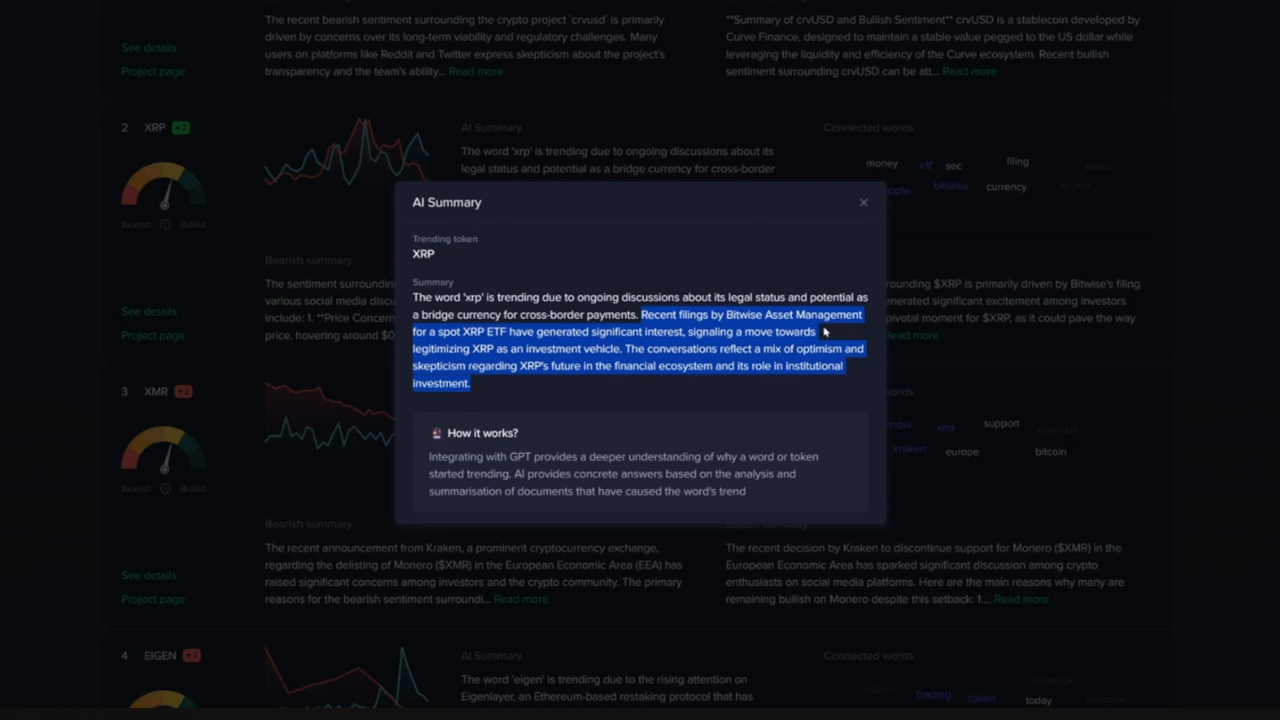 The recent bearish sentiment surrounding the crypto project `crvusd` is primarily
driven by concerns over its long-term viability and regulatory challenges. Many
users on platforms like Reddit and Twitter express skepticism about the project's
transparency and the team's ability... Read more
**Summary of crvUSD and Bullish Sentiment** crvUSD is a stablecoin developed by
Curve Finance, designed to maintain a stable value pegged to the US dollar while
leveraging the liquidity and efficiency of the Curve ecosystem. Recent bullish
sentiment surrounding crvUSD can be att... Read more
See details
Project page
2 XRP
Bearish Bullish
AI Summary
The word 'xrp' is trending due to ongoing discussions about its
legal status and potential as a bridge currency for cross-border
Connected words
money etf sec filing
bitwise currency
AI Summary
Trending token
XRP
Summary
The word 'xrp' is trending due to ongoing discussions about its legal status and potential as
a bridge currency for cross-border payments. Recent filings by Bitwise Asset Management
for a spot XRP ETF have generated significant interest, signaling a move towards
legitimizing XRP as an investment vehicle. The conversations reflect a mix of optimism and
skepticism regarding XRP's future in the financial ecosystem and its role in institutional
investment.
How it works?
Integrating with GPT provides a deeper understanding of why a word or token
started trending. AI provides concrete answers based on the analysis and
summarisation of documents that have caused the word's trend
Bearish summary
The sentiment surroundin
various social media discu
include: 1. **Price Concern
price, hovering around $0
rounding $XRP is primarily driven by Bitwise's filing
enerated significant excitement among investors
pivotal moment for $XRP, as it could pave the way
Read more
See details
Project page
3 XMR
Bearish Bullish
words
xmr support
kraken europe bitcoin
Bearish summary
The recent announcement from Kraken, a prominent cryptocurrency exchange,
regarding the delisting of Monero ($XMR) in the European Economic Area (EEA) has
raised significant concerns among investors and the crypto community. The primary
reasons for the bearish sentiment surroundi... Read more
The recent decision by Kraken to discontinue support for Monero ($XMR) in the
European Economic Area has sparked significant discussion among crypto
enthusiasts on social media platforms. Here are the main reasons why many are
remaining bullish on Monero despite this setback: 1.... Read more
See details
Project page
4 EIGEN
AI Summary
The word 'eigen' is trending due to the rising attention on
Eigenlayer, an Ethereum-based restaking protocol that has
Connected words
trading token today